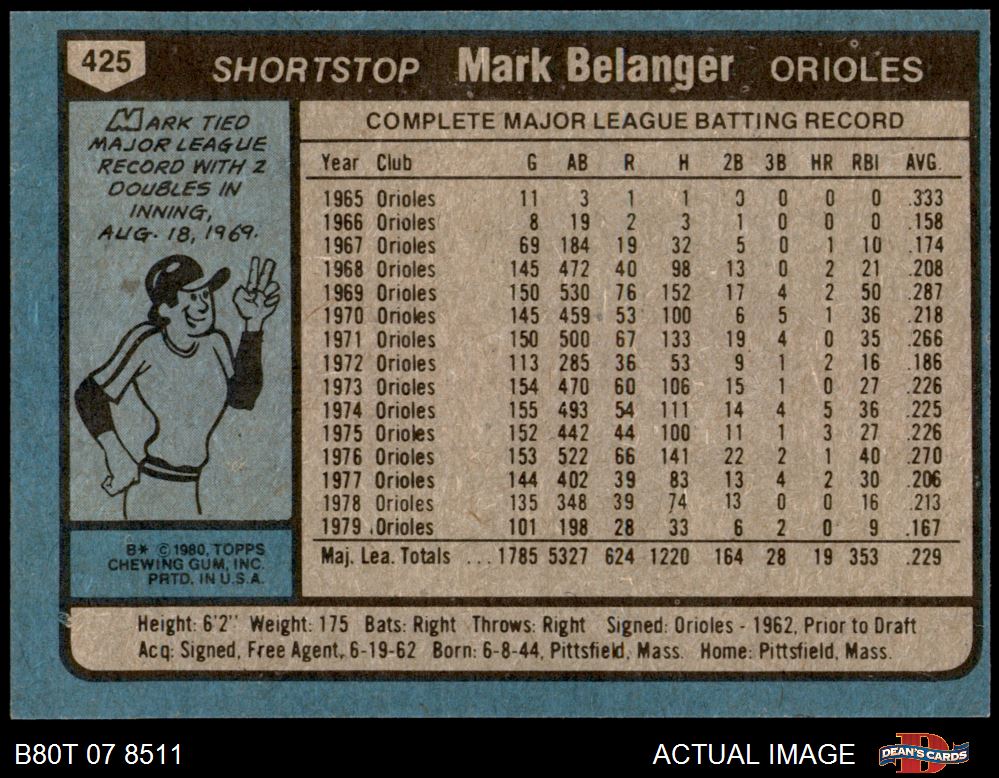 425 SHORTSTOP Mark Belanger ORIOLES
MARK TIED
MAJOR LEAGUE
RECORD WITH 2
DOUBLES IN
INNING,
AUG. 18, 1969.
B* © 1980, TOPPS
CHEWING GUM, INC.
PRTD. IN U.S.A.
COMPLETE MAJOR LEAGUE BATTING RECORD
Year Club G AB R H 2B 3B HR RBI AVG.
1965 Orioles 11 3 1 1 0 0 0 0 .333
1966 Orioles 8 19 2 3 1 0 0 0 .158
1967 Orioles 69 184 19 32 5 0 1 10 .174
1968 Orioles 145 472 40 98 13 0 2 21 .208
1969 Orioles 150 530 76 152 17 4 2 50 .287
1970 Orioles 145 459 53 100 6 5 1 36 .218
1971 Orioles 150 500 67 133 19 4 0 35 .266
1972 Orioles 113 285 36 53 9 1 2 16 .186
1973 Orioles 154 470 60 106 15 1 0 27 .226
1974 Orioles 155 493 54 111 14 4 5 36 .225
1975 Orioles 152 442 44 100 11 1 3 27 .226
1976 Orioles 153 522 66 141 22 2 1 40 .270
1977 Orioles 144 402 39 83 13 4 2 30 .206
1978 Orioles 135 348 39 74 13 0 0 16 .213
1979 Orioles 101 198 28 33 6 2 0 9 .167
Maj. Lea. Totals ... 1785 5327 624 1220 164 28 19 353 .229
Height: 6'2" Weight: 175 Bats: Right Throws: Right Signed: Orioles - 1962, Prior to Draft
Acq: Signed, Free Agent, 6-19-62 Born: 6-8-44, Pittsfield, Mass. Home: Pittsfield, Mass.
B80T 07 8511 ACTUAL IMAGE DEAN'S CARDS